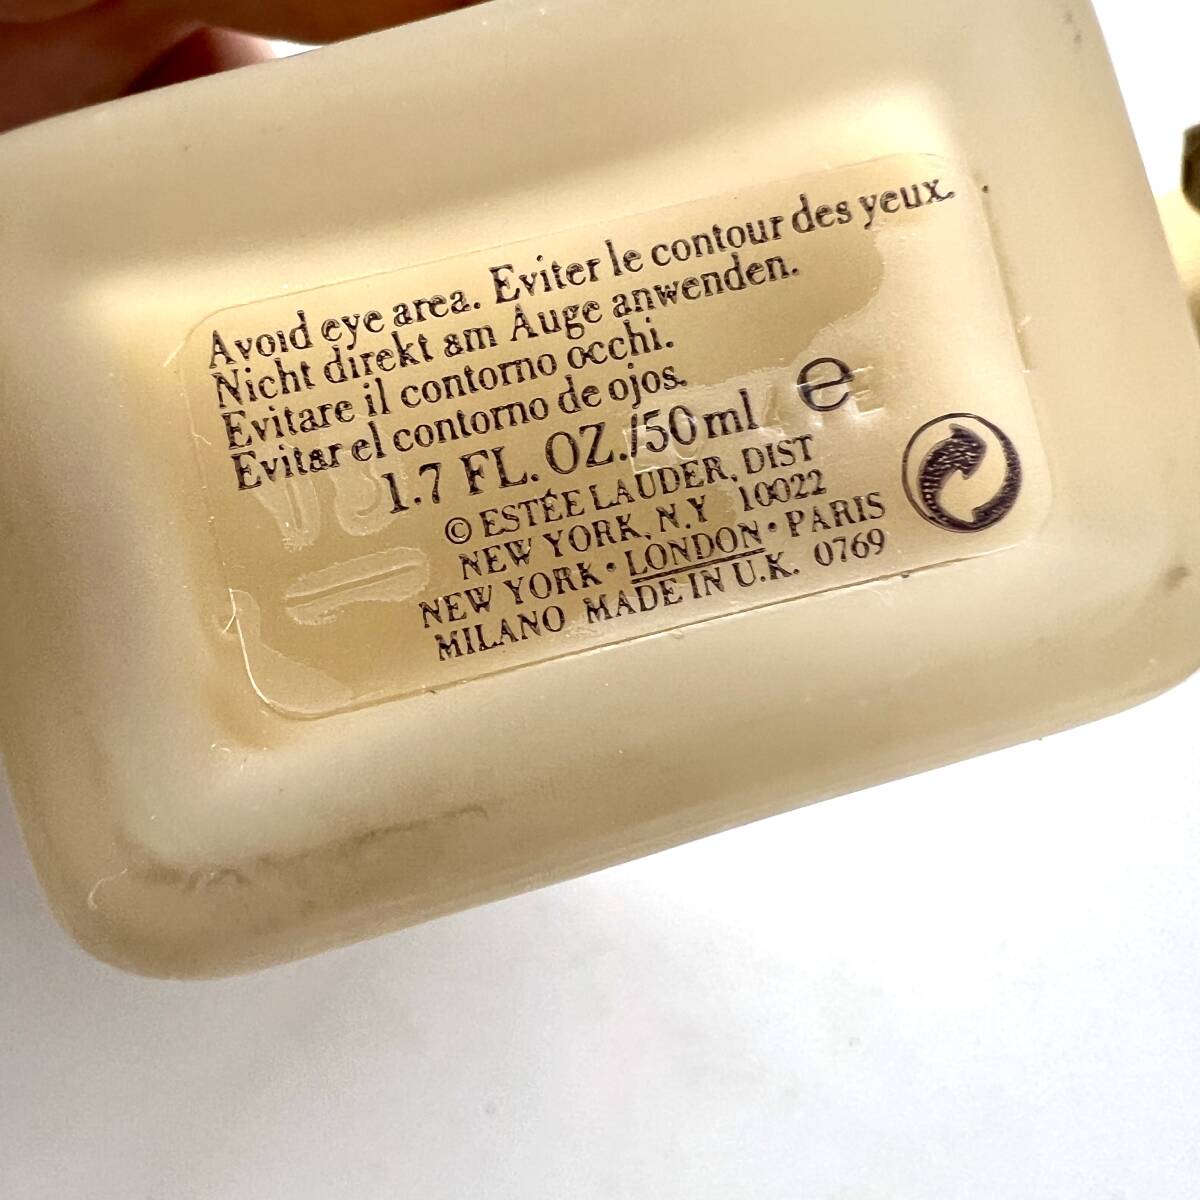 Avoid eye area. Eviter le contour des yeux.
Nicht direkt am Auge anwenden.
Evitare il contorno occhi.
Evitar el contorno de ojos.
1.7 FL. OZ./50ml ℮
© ESTÉE LAUDER, DIST
NEW YORK, N.Y 10022
NEW YORK • LONDON • PARIS
MILANO MADE IN U.K. 0769